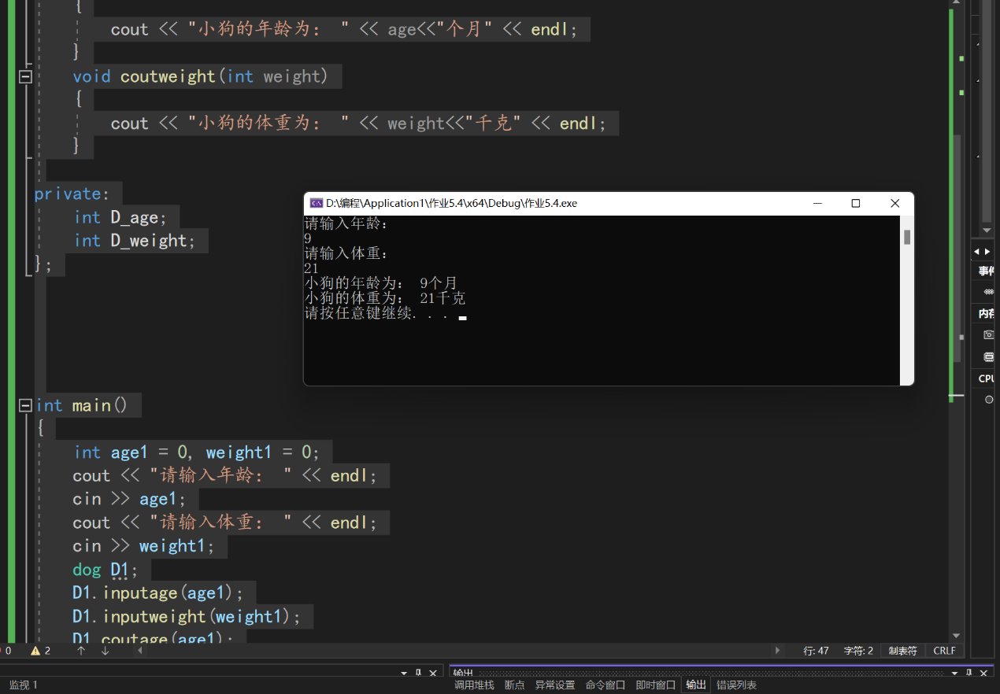 {
cout << "小狗的年龄为： " << age<<"个月" << endl;
}
void coutweight(int weight)
{
cout << "小狗的体重为： " << weight<<"千克" << endl;
}
private:
int D_age;
int D_weight;
};
D:\编程\Application1\作业5.4\x64\Debug\作业5.4.exe
请输入年龄：
9
请输入体重：
21
小狗的年龄为： 9个月
小狗的体重为： 21千克
请按任意键继续. . .
事件
内存
CPU
int main()
{
int age1 = 0, weight1 = 0;
cout << "请输入年龄： " << endl;
cin >> age1;
cout << "请输入体重： " << endl;
cin >> weight1;
dog D1;
D1.inputage(age1);
D1.inputweight(weight1);
D1.coutage(age1);
0 2 行: 47 字符: 2 制表符 CRLF
输出
监视 1 调用堆栈 断点 异常设置 命令窗口 即时窗口 输出 错误列表